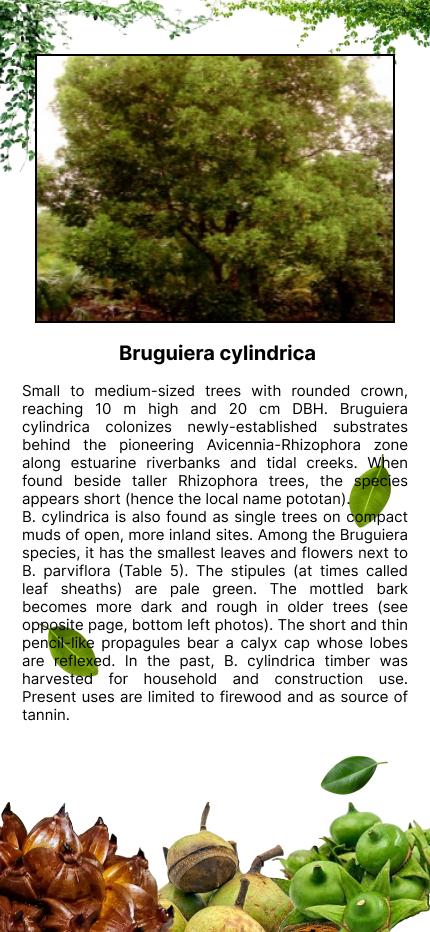 Bruguiera cylindrica
Small to medium-sized trees with rounded crown,
reaching 10 m high and 20 cm DBH. Bruguiera
cylindrica colonizes newly-established substrates
behind the pioneering Avicennia-Rhizophora zone
along estuarine riverbanks and tidal creeks. When
found beside taller Rhizophora trees, the species
appears short (hence the local name pototan).
B. cylindrica is also found as single trees on compact
muds of open, more inland sites. Among the Bruguiera
species, it has the smallest leaves and flowers next to
B. parviflora (Table 5). The stipules (at times called
leaf sheaths) are pale green. The mottled bark
becomes more dark and rough in older trees (see
opposite page, bottom left photos). The short and thin
pencil-like propagules bear a calyx cap whose lobes
are reflexed. In the past, B. cylindrica timber was
harvested for household and construction use.
Present uses are limited to firewood and as source of
tannin.